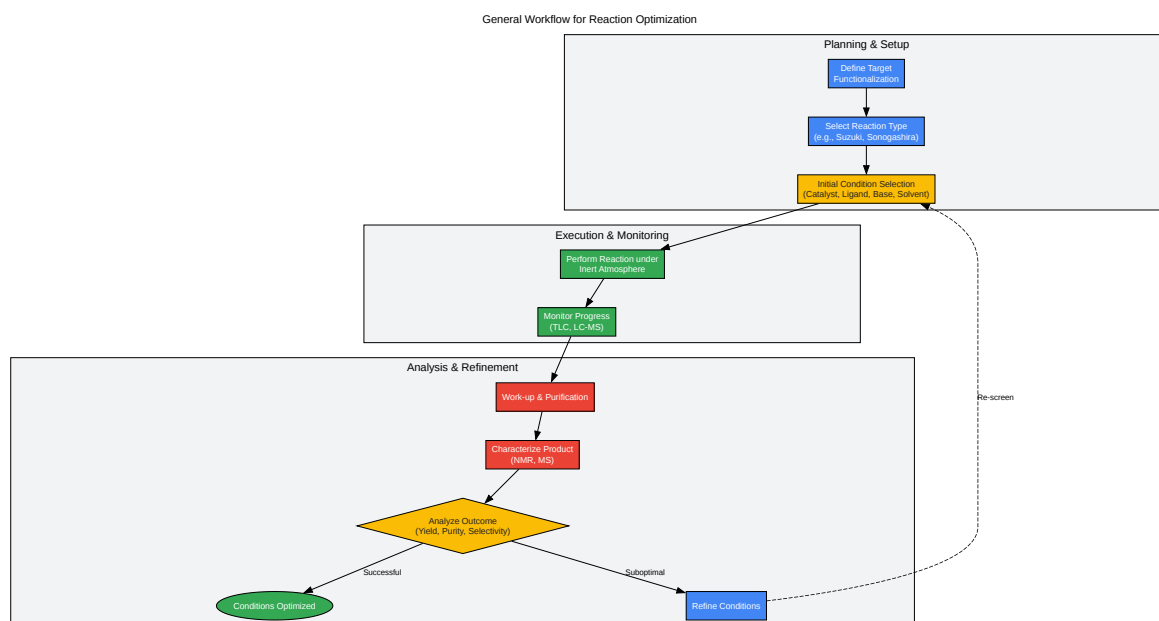 General Workflow for Reaction Optimization
Planning & Setup
Define Target
Functionalization
Select Reaction Type
(e.g., Suzuki, Sonogashira)
Initial Condition Selection
(Catalyst, Ligand, Base, Solvent)
Execution & Monitoring
Perform Reaction under
Inert Atmosphere
Monitor Progress
(TLC, LC-MS)
Analysis & Refinement
Work-up & Purification
Re-screen
Characterize Product
(NMR, MS)
Analyze Outcome
(Yield, Purity, Selectivity)
Successful
Suboptimal
Conditions Optimized
Refine Conditions